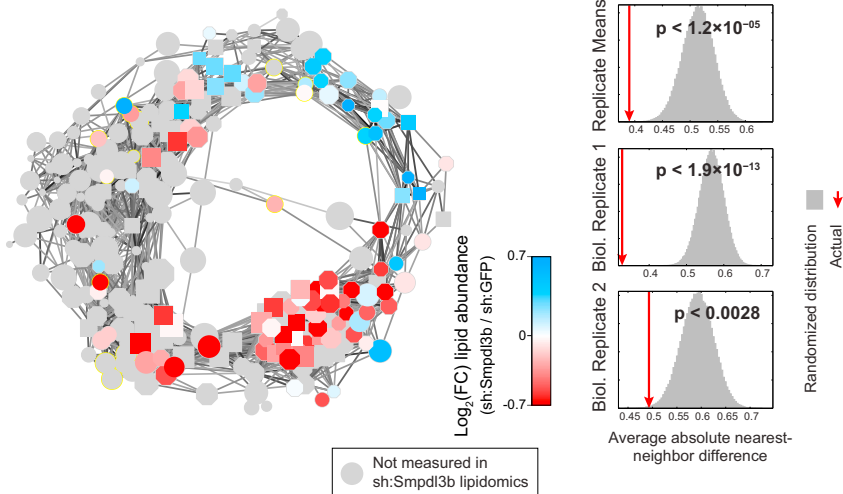 Log₂(FC) lipid abundance
(sh:Smpdl3b / sh:GFP)
0.7
0
-0.7
Not measured in
sh:Smpdl3b lipidomics
Replicate Means
p < 1.2×10⁻⁰⁵
0.4 0.45 0.5 0.55 0.6
Biol. Replicate 1
p < 1.9×10⁻¹³
0.4 0.5 0.6 0.7
Biol. Replicate 2
p < 0.0028
0.45 0.5 0.55 0.6 0.65 0.7
Average absolute nearest-
neighbor difference
Randomized distribution
Actual